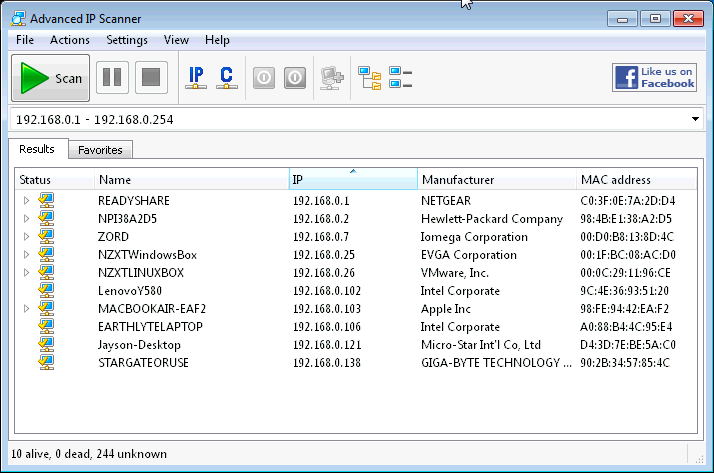 Advanced IP Scanner
File Actions Settings View Help
Scan IP C Like us on
Facebook
192.168.0.1 - 192.168.0.254
Results Favorites
Status Name IP Manufacturer MAC address
READYSHARE 192.168.0.1 NETGEAR C0:3F:0E:7A:2D:D4
NPI38A2D5 192.168.0.2 Hewlett-Packard Company 98:4B:E1:38:A2:D5
ZORD 192.168.0.7 Iomega Corporation 00:D0:B8:13:8D:4C
NZXTWindowsBox 192.168.0.25 EVGA Corporation 00:1F:BC:08:AC:D0
NZXTLINUXBOX 192.168.0.26 VMware, Inc. 00:0C:29:11:96:CE
LenovoY580 192.168.0.102 Intel Corporate 9C:4E:36:93:51:20
MACBOOKAIR-EAF2 192.168.0.103 Apple Inc 98:FE:94:42:EA:F2
EARTHLYTELAPTOP 192.168.0.106 Intel Corporate A0:88:B4:4C:95:E4
Jayson-Desktop 192.168.0.121 Micro-Star Int'l Co, Ltd D4:3D:7E:BE:5A:C0
STARGATEORUSE 192.168.0.138 GIGA-BYTE TECHNOLOGY ... 90:2B:34:57:85:4C
10 alive, 0 dead, 244 unknown